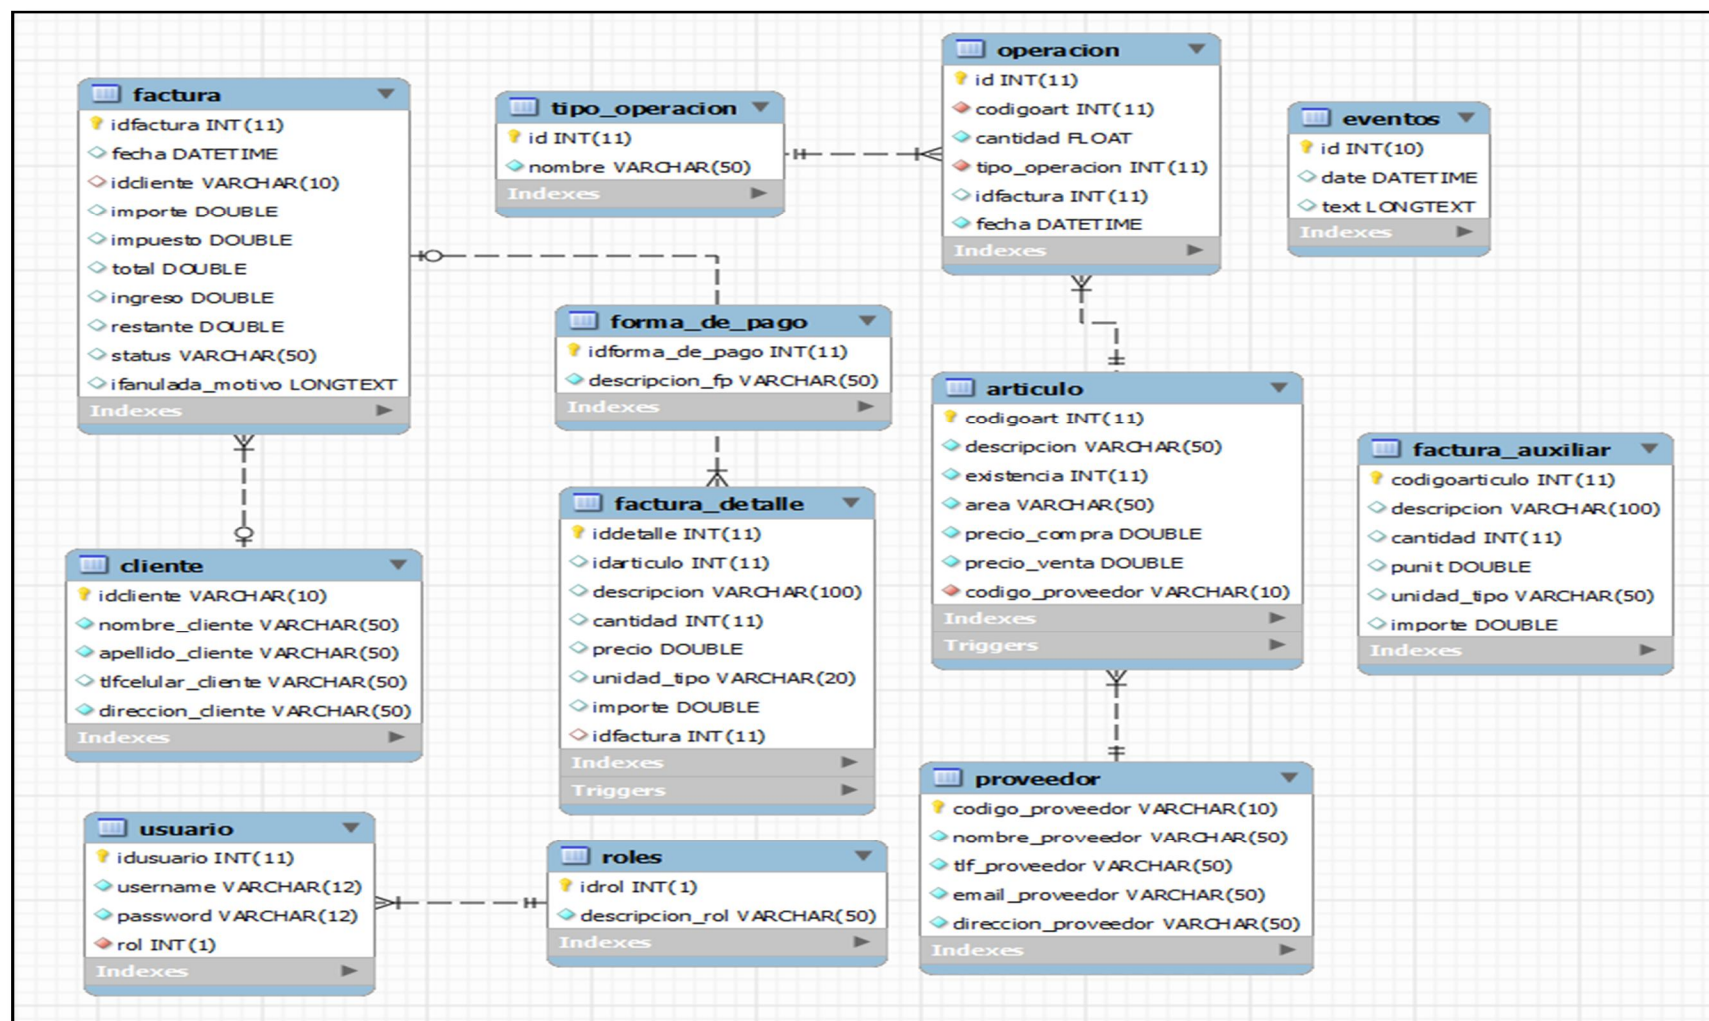 factura
idfactura INT(11)
fecha DATETIME
idcliente VARCHAR(10)
importe DOUBLE
impuesto DOUBLE
total DOUBLE
ingreso DOUBLE
restante DOUBLE
status VARCHAR(50)
ifanulada_motivo LONGTEXT
Indexes
tipo_operacion
id INT(11)
nombre VARCHAR(50)
Indexes
operacion
id INT(11)
codigoart INT(11)
cantidad FLOAT
tipo_operacion INT(11)
idfactura INT(11)
fecha DATETIME
Indexes
eventos
id INT(10)
date DATETIME
text LONGTEXT
Indexes
forma_de_pago
idforma_de_pago INT(11)
descripcion_fp VARCHAR(50)
Indexes
articulo
codigoart INT(11)
descripcion VARCHAR(50)
existencia INT(11)
area VARCHAR(50)
precio_compra DOUBLE
precio_venta DOUBLE
codigo_proveedor VARCHAR(10)
Indexes
Triggers
factura_auxiliar
codigoarticulo INT(11)
descripcion VARCHAR(100)
cantidad INT(11)
punit DOUBLE
unidad_tipo VARCHAR(50)
importe DOUBLE
Indexes
factura_detalle
iddetalle INT(11)
idarticulo INT(11)
descripcion VARCHAR(100)
cantidad INT(11)
precio DOUBLE
unidad_tipo VARCHAR(20)
importe DOUBLE
idfactura INT(11)
Indexes
Triggers
cliente
idcliente VARCHAR(10)
nombre_cliente VARCHAR(50)
apellido_cliente VARCHAR(50)
tlfcelular_cliente VARCHAR(50)
direccion_cliente VARCHAR(50)
Indexes
proveedor
codigo_proveedor VARCHAR(10)
nombre_proveedor VARCHAR(50)
tlf_proveedor VARCHAR(50)
email_proveedor VARCHAR(50)
direccion_proveedor VARCHAR(50)
Indexes
usuario
idusuario INT(11)
username VARCHAR(12)
password VARCHAR(12)
rol INT(1)
Indexes
roles
idrol INT(1)
descripcion_rol VARCHAR(50)
Indexes